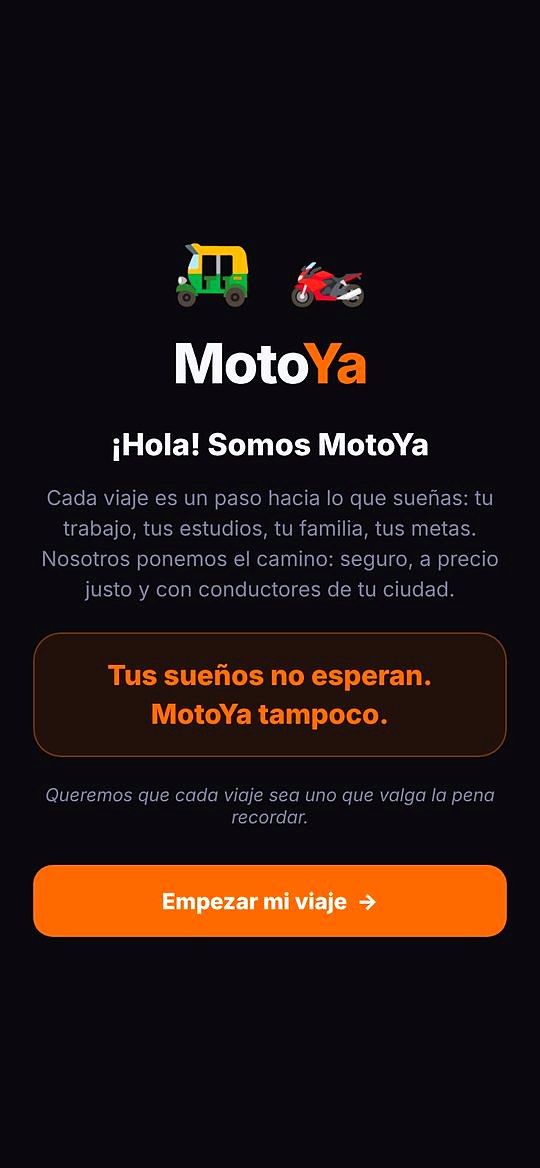 MotoYa
¡Hola! Somos MotoYa
Cada viaje es un paso hacia lo que sueñas: tu
trabajo, tus estudios, tu familia, tus metas.
Nosotros ponemos el camino: seguro, a precio
justo y con conductores de tu ciudad.
Tus sueños no esperan.
MotoYa tampoco.
Queremos que cada viaje sea uno que valga la pena
recordar.
Empezar mi viaje →